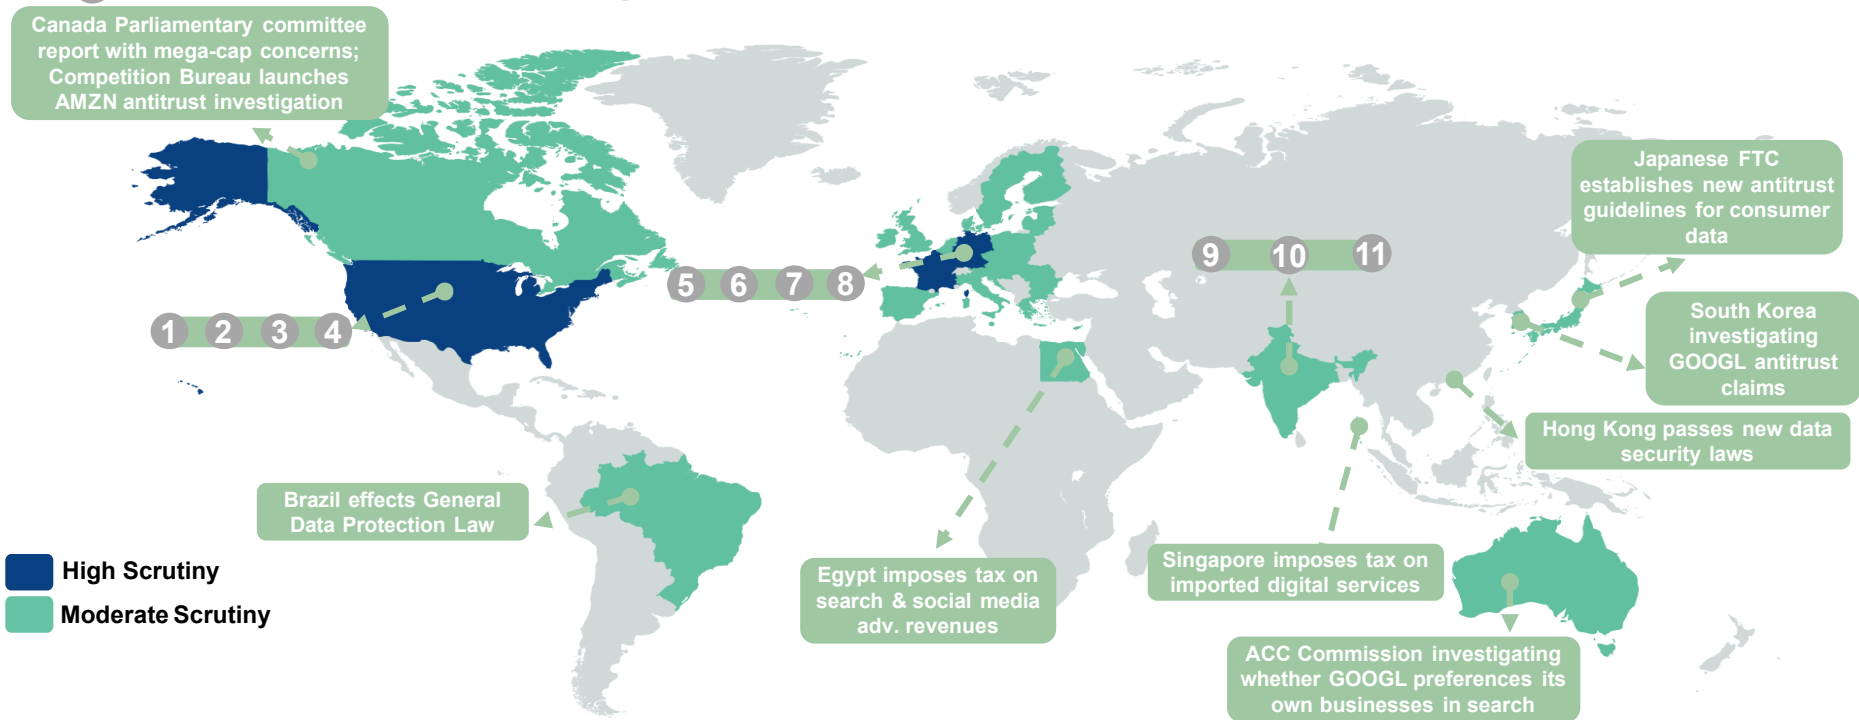 Canada Parliamentary committee
report with mega-cap concerns;
Competition Bureau launches
AMZN antitrust investigation
Japanese FTC
establishes new antitrust
guidelines for consumer
data
9 10 11
5 6 7 8
1 2 3 4
South Korea
investigating
GOOGL antitrust
claims
Hong Kong passes new data
security laws
Brazil effects General
Data Protection Law
High Scrutiny
Moderate Scrutiny
Egypt imposes tax on
search & social media
adv. revenues
Singapore imposes tax on
imported digital services
ACC Commission investigating
whether GOOGL preferences its
own businesses in search